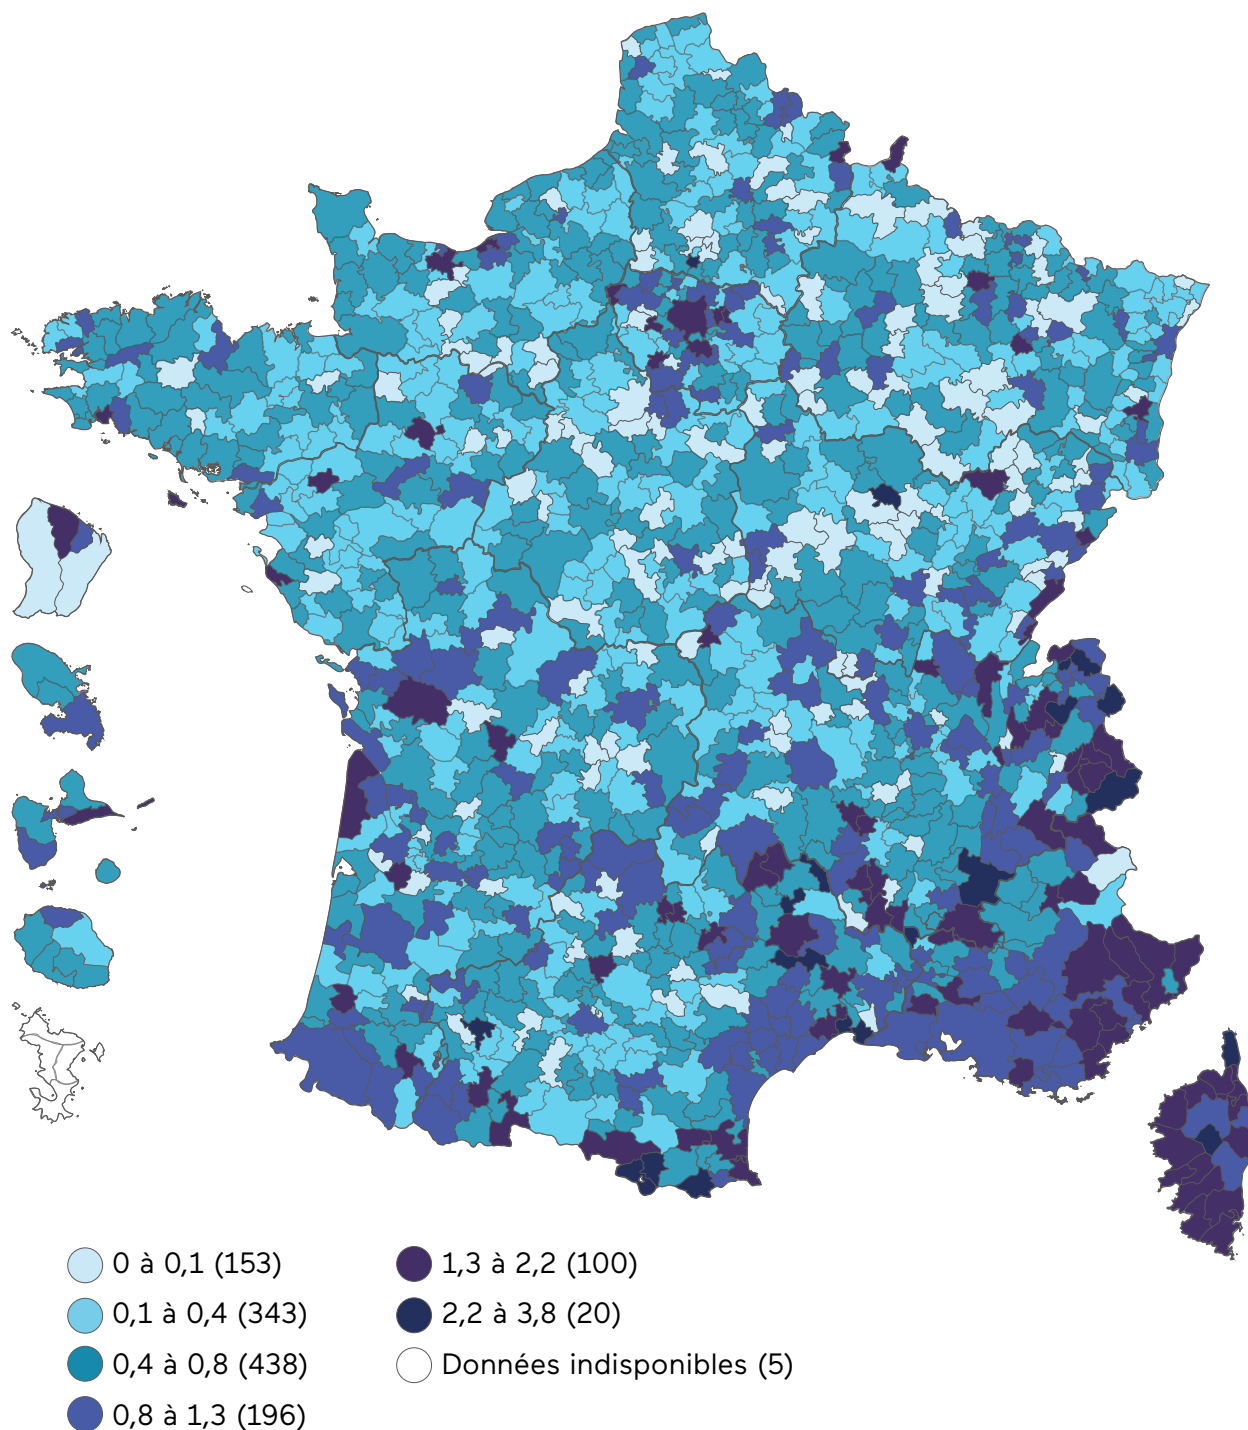 0 à 0,1 (153)
0,1 à 0,4 (343)
0,4 à 0,8 (438)
0,8 à 1,3 (196)
1,3 à 2,2 (100)
2,2 à 3,8 (20)
Données indisponibles (5)